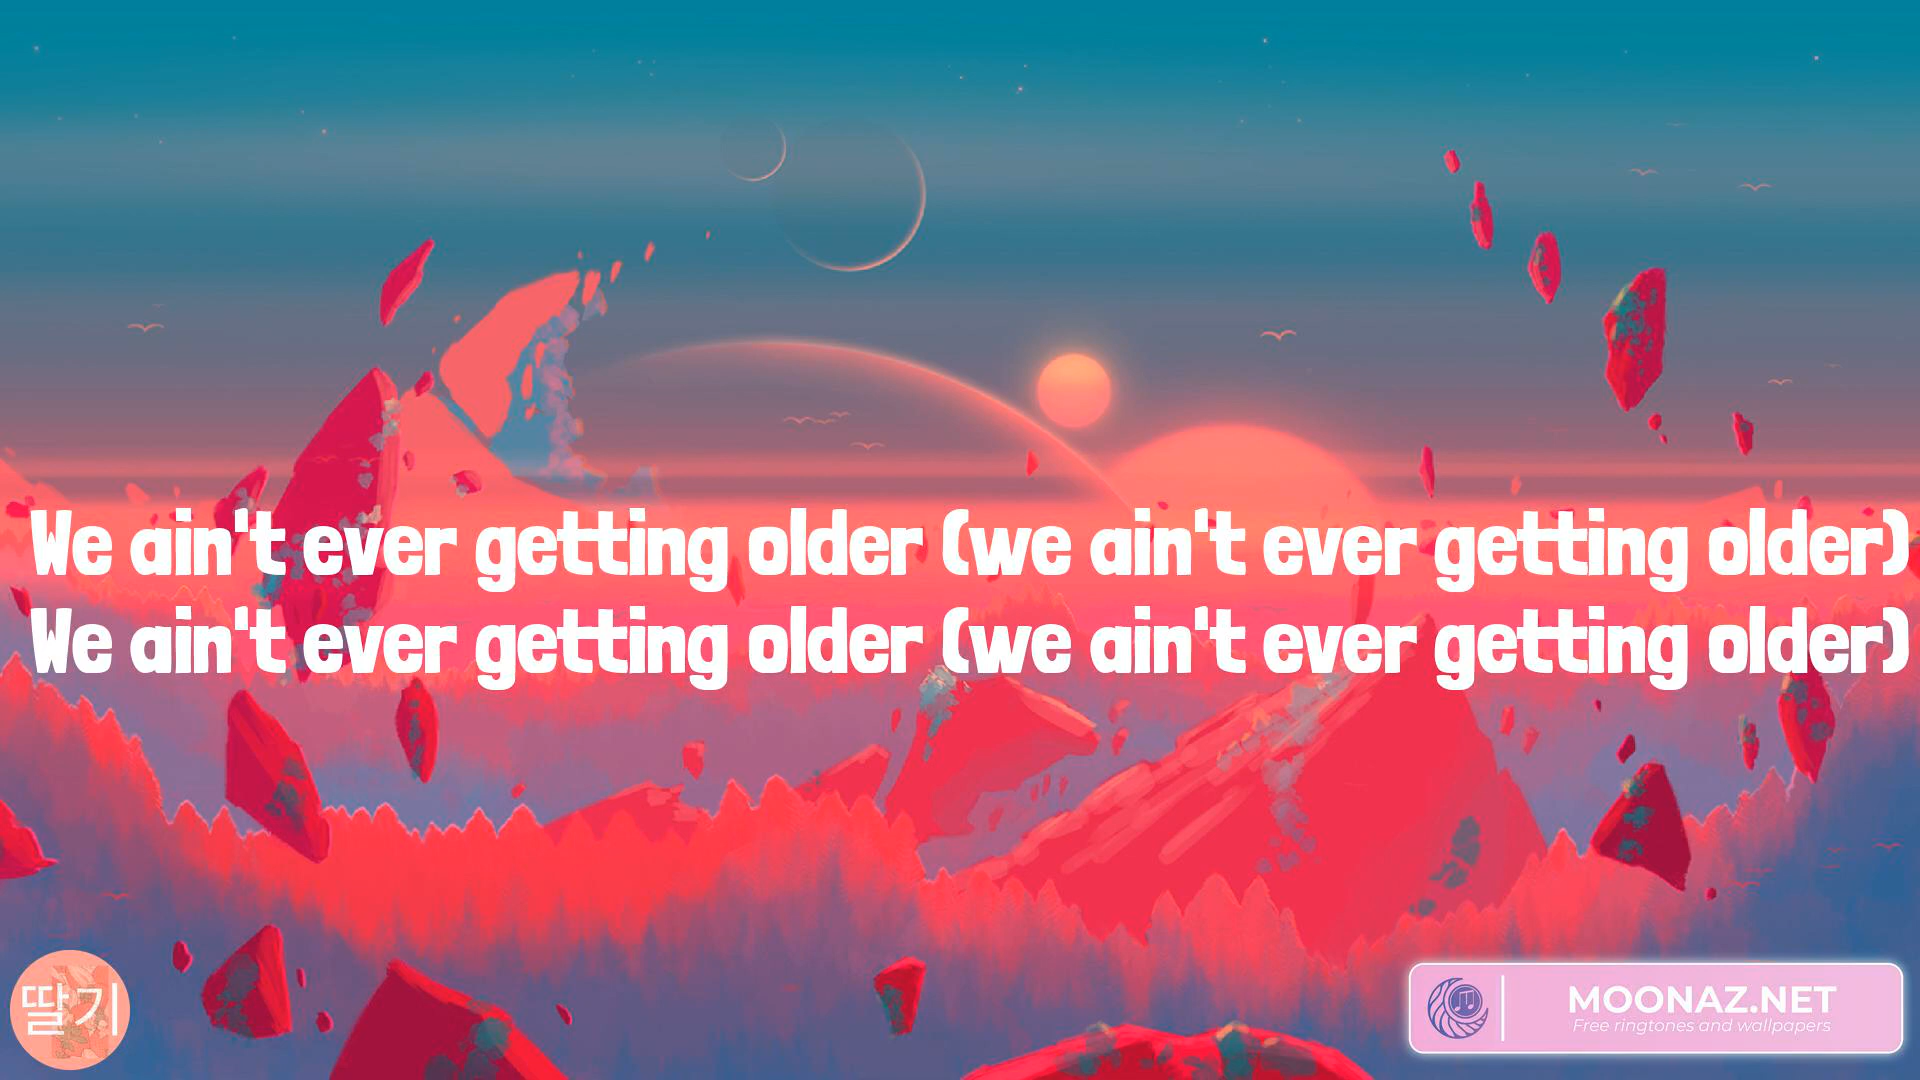 We ain't ever getting older (we ain't ever getting older)
We ain't ever getting older (we ain't ever getting older)
딸기
MOONAZ.NET
Free ringtones and wallpapers